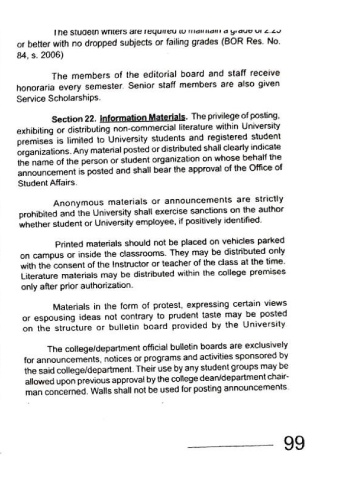 The studetn writers are required to maintain a grade of 2.25
or better with no dropped subjects or failing grades (BOR Res. No.
84, s. 2006)
The members of the editorial board and staff receive
honoraria every semester. Senior staff members are also given
Service Scholarships.
Section 22. Information Materials. The privilege of posting,
exhibiting or distributing non-commercial literature within University
premises is limited to University students and registered student
organizations. Any material posted or distributed shall clearly indicate
the name of the person or student organization on whose behalf the
announcement is posted and shall bear the approval of the Office of
Student Affairs.
Anonymous materials or announcements are strictly
prohibited and the University shall exercise sanctions on the author
whether student or University employee, if positively identified.
Printed materials should not be placed on vehicles parked
on campus or inside the classrooms. They may be distributed only
with the consent of the Instructor or teacher of the class at the time.
Literature materials may be distributed within the college premises
only after prior authorization.
Materials in the form of protest, expressing certain views
or espousing ideas not contrary to prudent taste may be posted
on the structure or bulletin board provided by the University
The college/department official bulletin boards are exclusively
for announcements, notices or programs and activities sponsored by
the said college/department. Their use by any student groups may be
allowed upon previous approval by the college dean/department chair-
man concerned. Walls shall not be used for posting announcements.
99